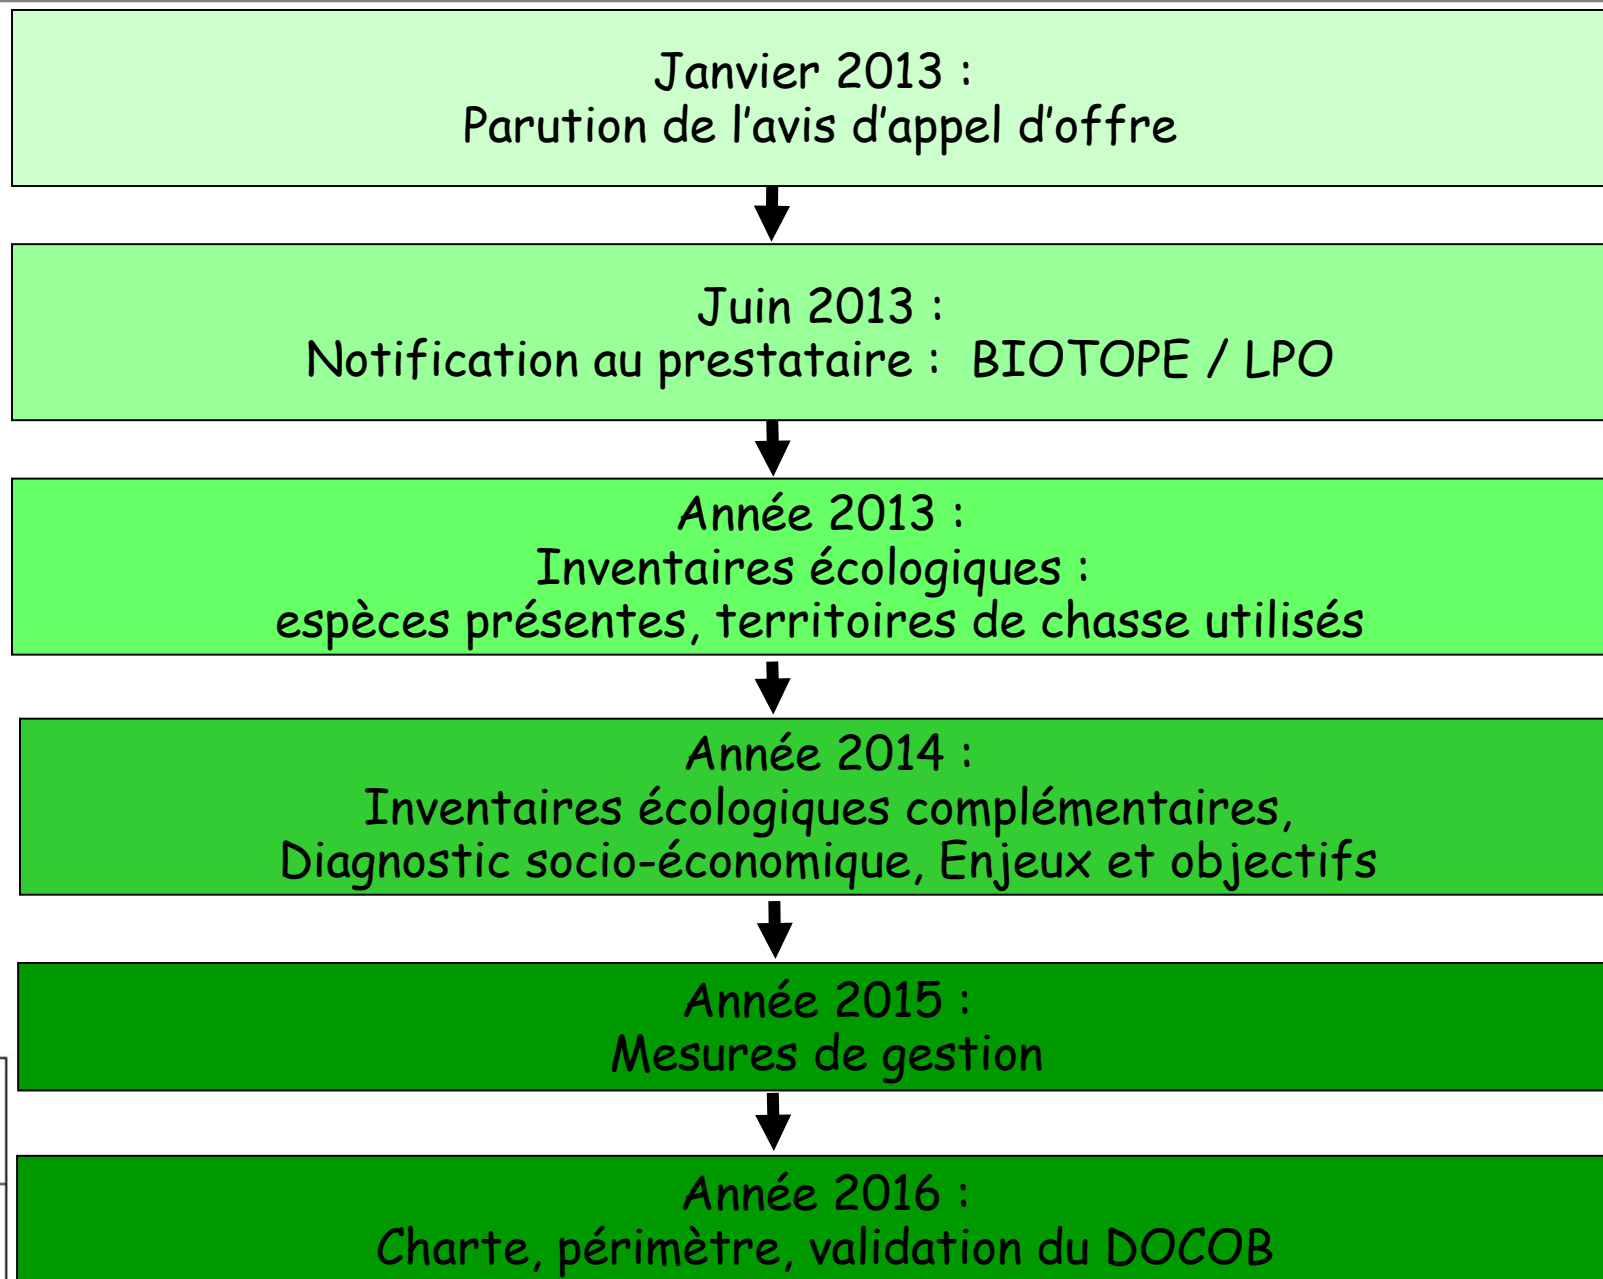 Janvier 2013 :
Parution de l'avis d'appel d'offre
Juin 2013 :
Notification au prestataire : BIOTOPE / LPO
Année 2013 :
Inventaires écologiques :
espèces présentes, territoires de chasse utilisés
Année 2014 :
Inventaires écologiques complémentaires,
Diagnostic socio-économique, Enjeux et objectifs
Année 2015 :
Mesures de gestion
Année 2016 :
Charte, périmètre, validation du DOCOB